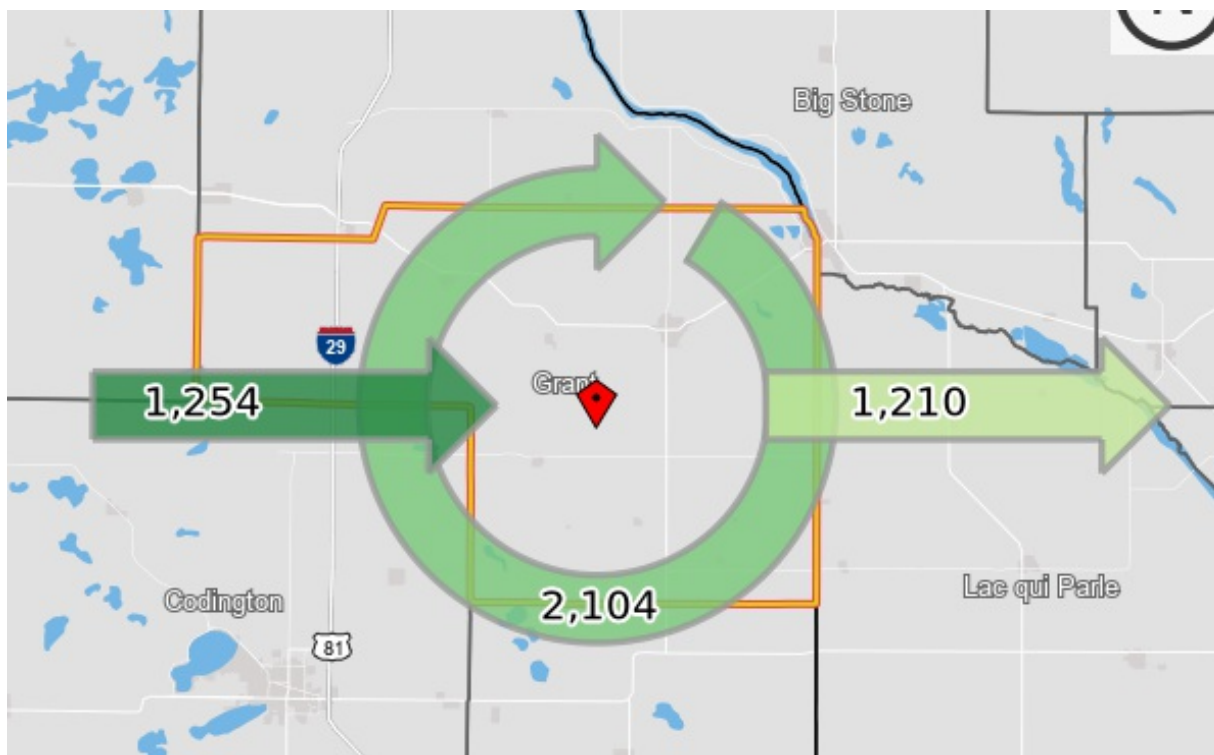 N
Big Stone
29
Grant
1,254
1,210
2,104
Codington
Lac qui Parle
81